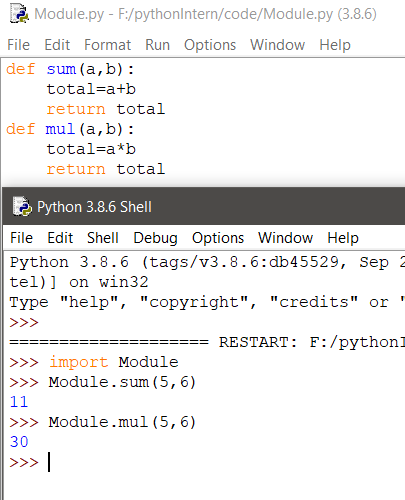 Module.py - F:/pythonIntern/code/Module.py (3.8.6)
File Edit Format Run Options Window Help
def sum(a,b):
    total=a+b
    return total
def mul(a,b):
    total=a*b
    return total
Python 3.8.6 Shell
File Edit Shell Debug Options Window Help
Python 3.8.6 (tags/v3.8.6:db45529, Sep 2
tel)] on win32
Type "help", "copyright", "credits" or "
>>>
==================== RESTART: F:/python
>>> import Module
>>> Module.sum(5,6)
11
>>> Module.mul(5,6)
30
>>>